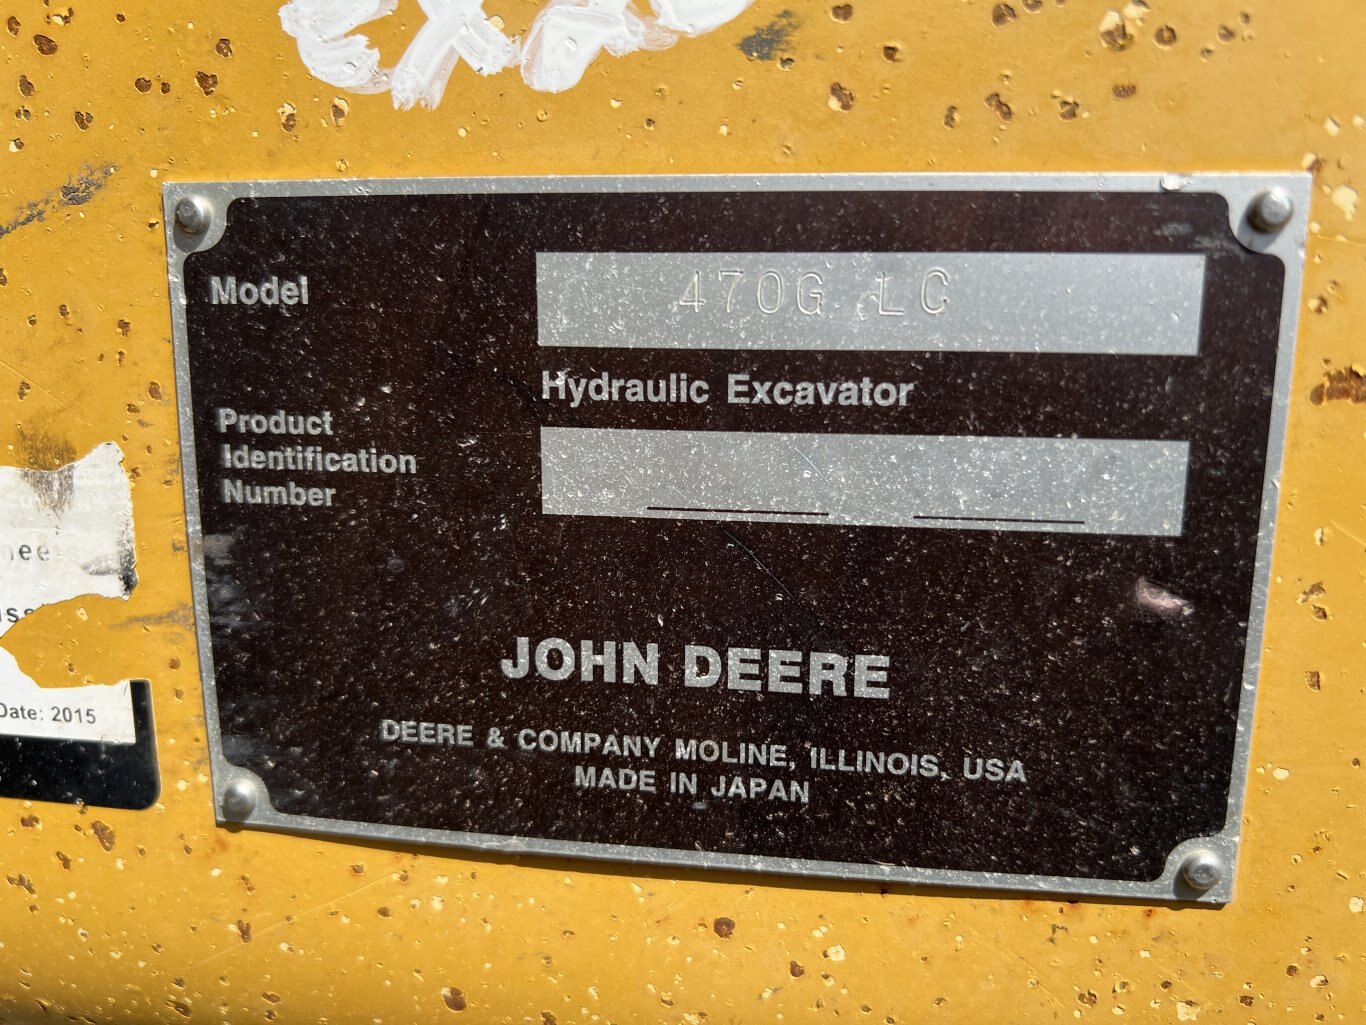 Model
470G LC
Hydraulic Excavator
Product
Identification
Number
JOHN DEERE
DEERE & COMPANY MOLINE, ILLINOIS, USA
MADE IN JAPAN
Date: 2015